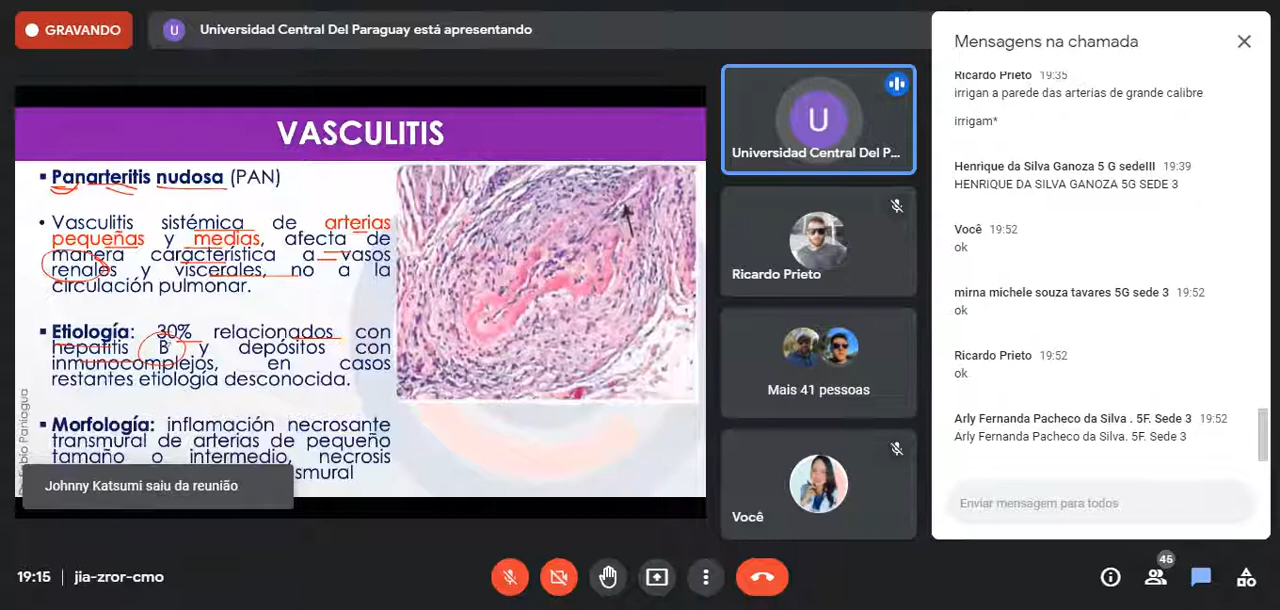 GRAVANDO
U
Universidad Central Del Paraguay está apresentando
VASCULITIS
▪ Panarteritis nudosa (PAN)
• Vasculitis sistémica de arterias
pequeñas y medias, afecta de
manera característica a vasos
renales y viscerales, no a la
circulación pulmonar.
▪ Etiología: 30% relacionados con
hepatitis B y depósitos con
inmunocomplejos, en casos
restantes etiología desconocida.
▪ Morfología: inflamación necrosante
transmural de arterias de pequeño
tamaño o intermedio, necrosis
smural
Paniagua
Johnny Katsumi saiu da reunião
U
Universidad Central Del P...
Ricardo Prieto
Mais 41 pessoas
Você
Mensagens na chamada
Ricardo Prieto 19:35
irrigan a parede das arterias de grande calibre
irrigam*
Henrique da Silva Ganoza 5 G sedeIII 19:39
HENRIQUE DA SILVA GANOZA 5G SEDE 3
Você 19:52
ok
mirna michele souza tavares 5G sede 3 19:52
ok
Ricardo Prieto 19:52
ok
Arly Fernanda Pacheco da Silva . 5F. Sede 3 19:52
Arly Fernanda Pacheco da Silva. 5F. Sede 3
Enviar mensagem para todos
19:15 | jia-zror-cmo
45